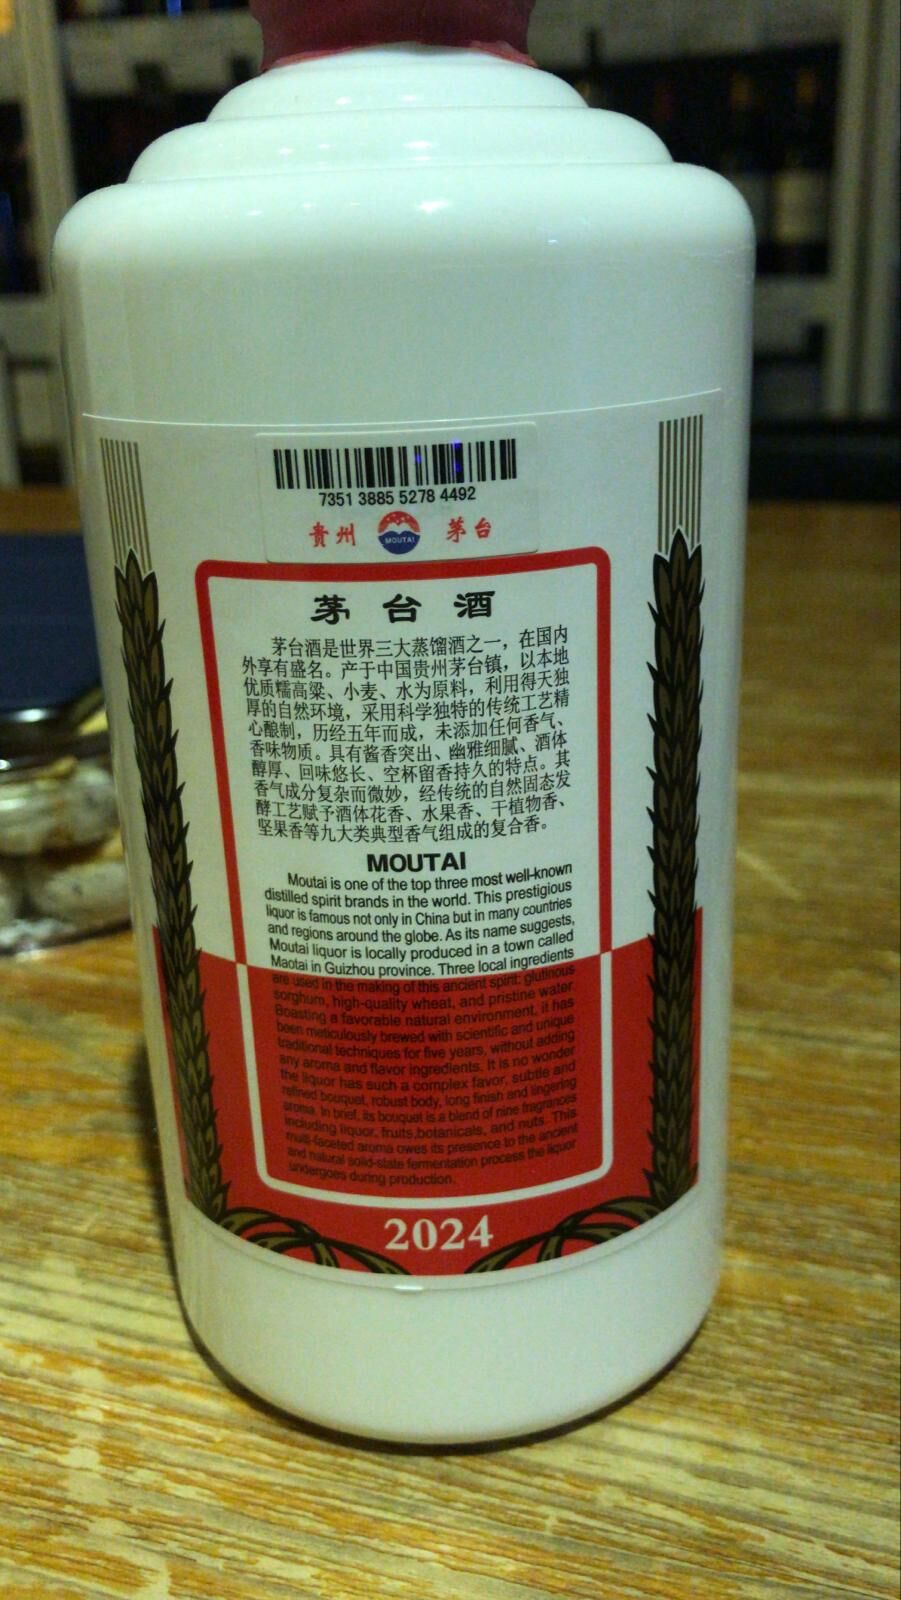 7351 3885 5278 4492
贵州 MOUTAI 茅台
茅台酒
茅台酒是世界三大蒸馏酒之一，在国内
外享有盛名。产于中国贵州茅台镇，以本地
优质糯高粱、小麦、水为原料，利用得天独
厚的自然环境，采用科学独特的传统工艺精
心酿制，历经五年而成，未添加任何香气、
香味物质。具有酱香突出、幽雅细腻、酒体
醇厚、回味悠长、空杯留香持久的特点。其
香气成分复杂而微妙，经传统的自然固态发
酵工艺赋予酒体花香、水果香、干植物香、
坚果香等九大类典型香气组成的复合香。
MOUTAI
Moutai is one of the top three most well-known
distilled spirit brands in the world. This prestigious
liquor is famous not only in China but in many countries
and regions around the globe. As its name suggests,
Moutai liquor is locally produced in a town called
Maotai in Guizhou province. Three local ingredients
are used in the making of this ancient spirit: glutinous
sorghum, high-quality wheat, and pristine water.
Boasting a favorable natural environment, it has
been meticulously brewed with scientific and unique
traditional techniques for five years, without adding
any aroma and flavor ingredients. It is no wonder
the liquor has such a complex favor, subtle and
refined bouquet, robust body, long finish and lingering
aroma. In brief, its bouquet is a blend of nine fragrances
including liquor, fruits,botanicals, and nuts. This
multi-faceted aroma owes its presence to the ancient
and natural solid-state fermentation process the liquor
undergoes during production.
2024